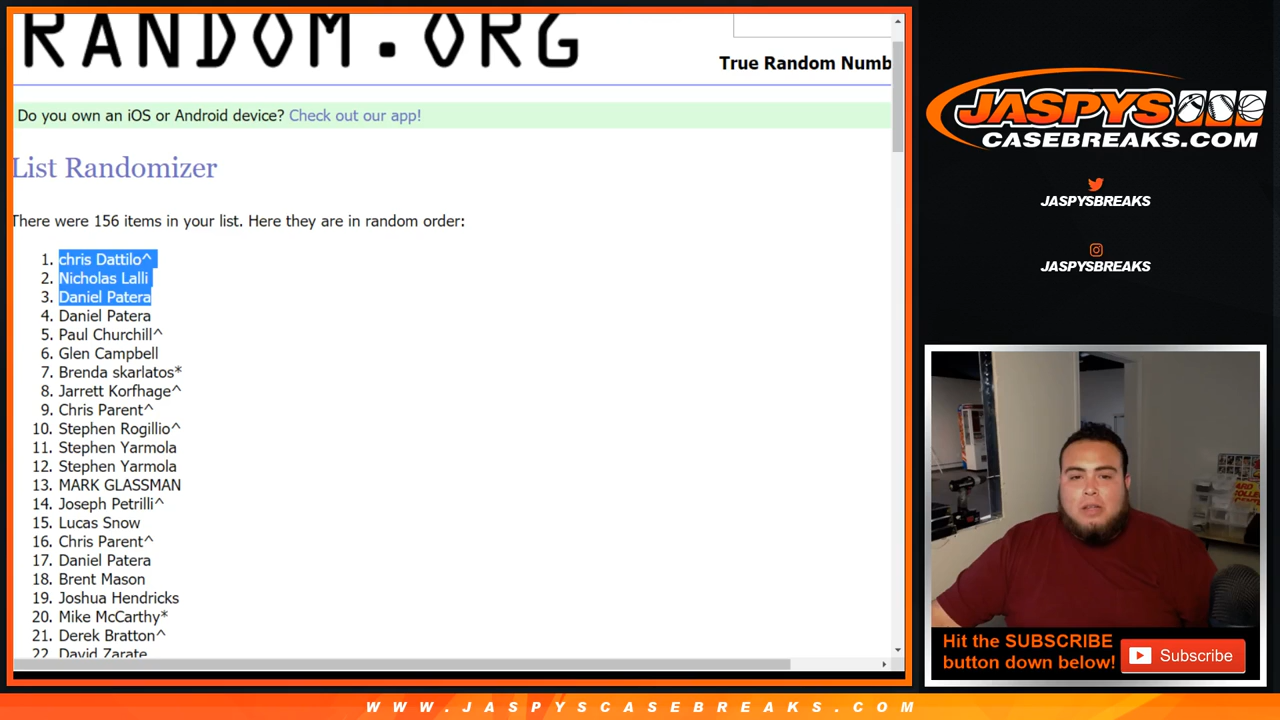 RANDOM.ORG
True Random Numb
Do you own an iOS or Android device? Check out our app!
List Randomizer
There were 156 items in your list. Here they are in random order:
1. chris Dattilo^
2. Nicholas Lalli
3. Daniel Patera
4. Daniel Patera
5. Paul Churchill^
6. Glen Campbell
7. Brenda skarlatos*
8. Jarrett Korfhage^
9. Chris Parent^
10. Stephen Rogillio^
11. Stephen Yarmola
12. Stephen Yarmola
13. MARK GLASSMAN
14. Joseph Petrilli^
15. Lucas Snow
16. Chris Parent^
17. Daniel Patera
18. Brent Mason
19. Joshua Hendricks
20. Mike McCarthy*
21. Derek Bratton^
22. David Zarate
JASPYS
CASEBREAKS.COM
JASPYSBREAKS
JASPYSBREAKS
Hit the SUBSCRIBE
button down below!
Subscribe
WWW.JASPYSCASEBREAKS.COM